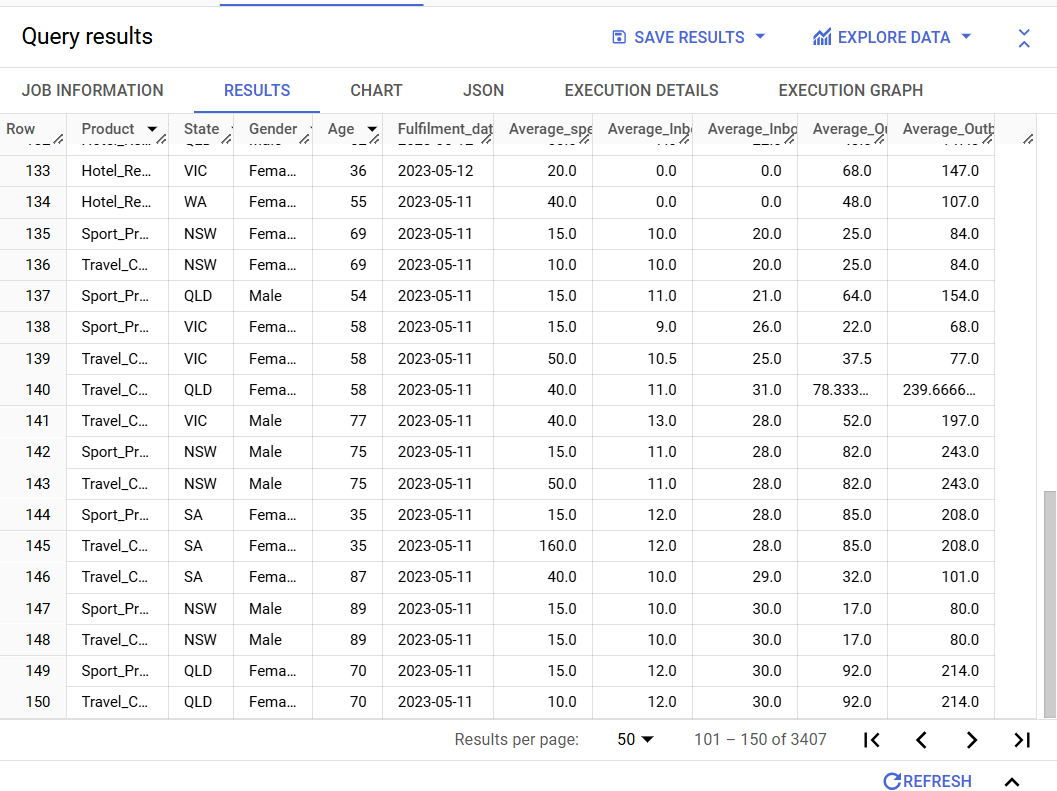 Query results SAVE RESULTS EXPLORE DATA
JOB INFORMATION RESULTS CHART JSON EXECUTION DETAILS EXECUTION GRAPH
Row Product State Gender Age Fulfilment_dat Average_spe Average_Inb Average_Inbo Average_Ou Average_Outb
133 Hotel_Re... VIC Fema... 36 2023-05-12 20.0 0.0 0.0 68.0 147.0
134 Hotel_Re... WA Fema... 55 2023-05-11 40.0 0.0 0.0 48.0 107.0
135 Sport_Pr... NSW Fema... 69 2023-05-11 15.0 10.0 20.0 25.0 84.0
136 Travel_C... NSW Fema... 69 2023-05-11 10.0 10.0 20.0 25.0 84.0
137 Sport_Pr... QLD Male 54 2023-05-11 15.0 11.0 21.0 64.0 154.0
138 Sport_Pr... VIC Fema... 58 2023-05-11 15.0 9.0 26.0 22.0 68.0
139 Travel_C... VIC Fema... 58 2023-05-11 50.0 10.5 25.0 37.5 77.0
140 Travel_C... QLD Fema... 58 2023-05-11 40.0 11.0 31.0 78.333... 239.6666...
141 Travel_C... VIC Male 77 2023-05-11 40.0 13.0 28.0 52.0 197.0
142 Sport_Pr... NSW Male 75 2023-05-11 15.0 11.0 28.0 82.0 243.0
143 Travel_C... NSW Male 75 2023-05-11 50.0 11.0 28.0 82.0 243.0
144 Sport_Pr... SA Fema... 35 2023-05-11 15.0 12.0 28.0 85.0 208.0
145 Travel_C... SA Fema... 35 2023-05-11 160.0 12.0 28.0 85.0 208.0
146 Travel_C... SA Fema... 87 2023-05-11 40.0 10.0 29.0 32.0 101.0
147 Sport_Pr... NSW Male 89 2023-05-11 15.0 10.0 30.0 17.0 80.0
148 Travel_C... NSW Male 89 2023-05-11 15.0 10.0 30.0 17.0 80.0
149 Sport_Pr... QLD Fema... 70 2023-05-11 15.0 12.0 30.0 92.0 214.0
150 Travel_C... QLD Fema... 70 2023-05-11 10.0 12.0 30.0 92.0 214.0
Results per page: 50 101 – 150 of 3407
REFRESH